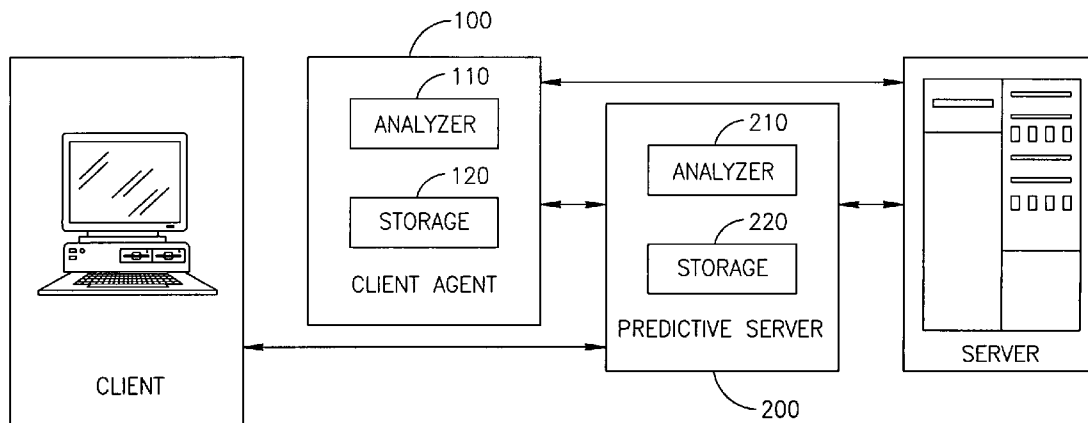 100
110
ANALYZER
120
STORAGE
CLIENT AGENT
210
ANALYZER
220
STORAGE
PREDICTIVE SERVER
200
CLIENT
SERVER